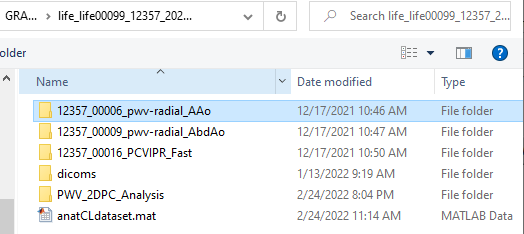 GRA... > life_life00099_12357_202...
Search life_life00099_12357_2...
older
Name Date modified Type
12357_00006_pwv-radial_AAo 12/17/2021 10:46 AM File folder
12357_00009_pwv-radial_AbdAo 12/17/2021 10:47 AM File folder
12357_00016_PCVIPR_Fast 12/17/2021 10:50 AM File folder
dicoms 1/13/2022 9:19 AM File folder
PWV_2DPC_Analysis 2/24/2022 8:04 PM File folder
anatCLdataset.mat 2/24/2022 11:14 AM MATLAB Data